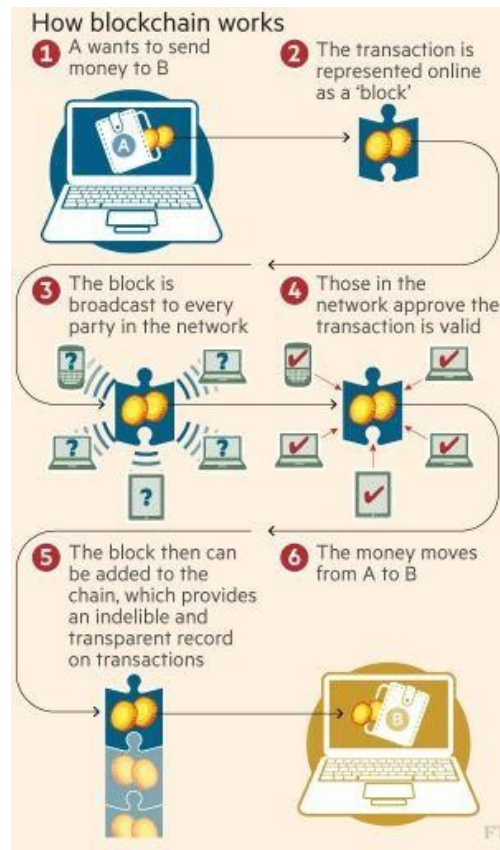 How blockchain works
1 A wants to send
money to B
2 The transaction is
represented online
as a ‘block’
A
3 The block is
broadcast to every
party in the network
4 Those in the
network approve the
transaction is valid
?
?
?
?
?
5 The block then can
be added to the
chain, which provides
an indelible and
transparent record
on transactions
6 The money moves
from A to B
B